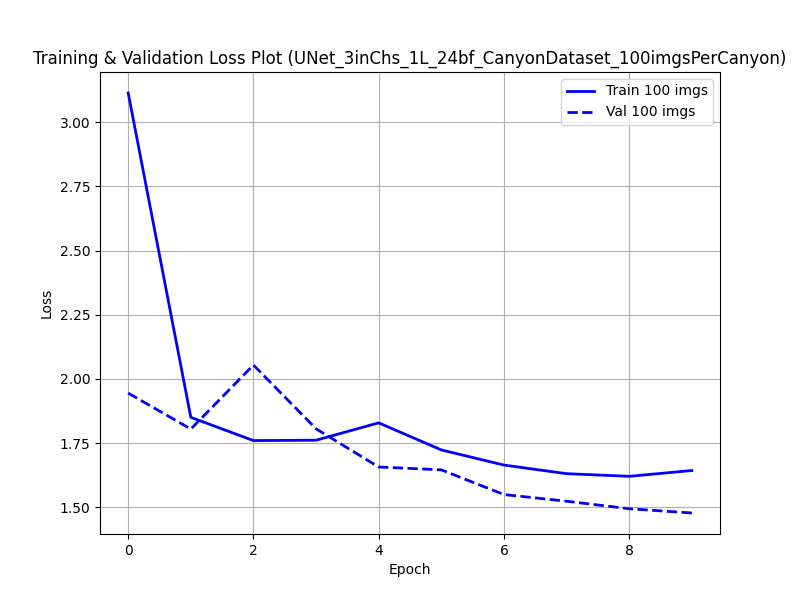 Training & Validation Loss Plot (UNet_3inChs_1L_24bf_CanyonDataset_100imgsPerCanyon)
Train 100 imgs
Val 100 imgs
3.00
2.75
2.50
2.25
2.00
1.75
1.50
Loss
0 2 4 6 8
Epoch